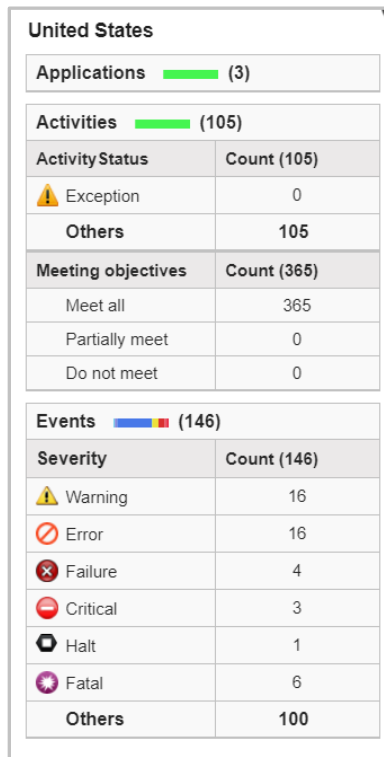 United States
Applications (3)
Activities (105)
ActivityStatus Count (105)
Exception 0
Others 105
Meeting objectives Count (365)
Meet all 365
Partially meet 0
Do not meet 0
Events (146)
Severity Count (146)
Warning 16
Error 16
Failure 4
Critical 3
Halt 1
Fatal 6
Others 100